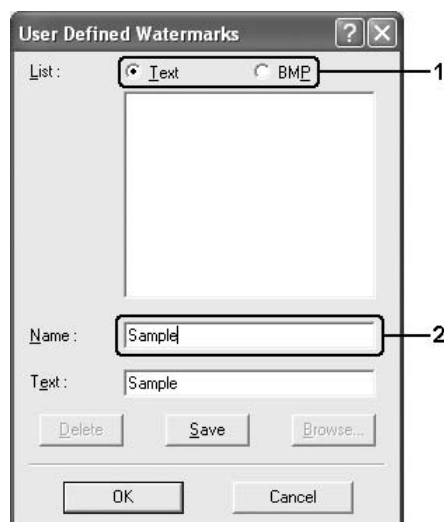 User Defined Watermarks ?
List : Text BMP 1
Name : Sample 2
Text : Sample
Delete Save Browse...
OK Cancel